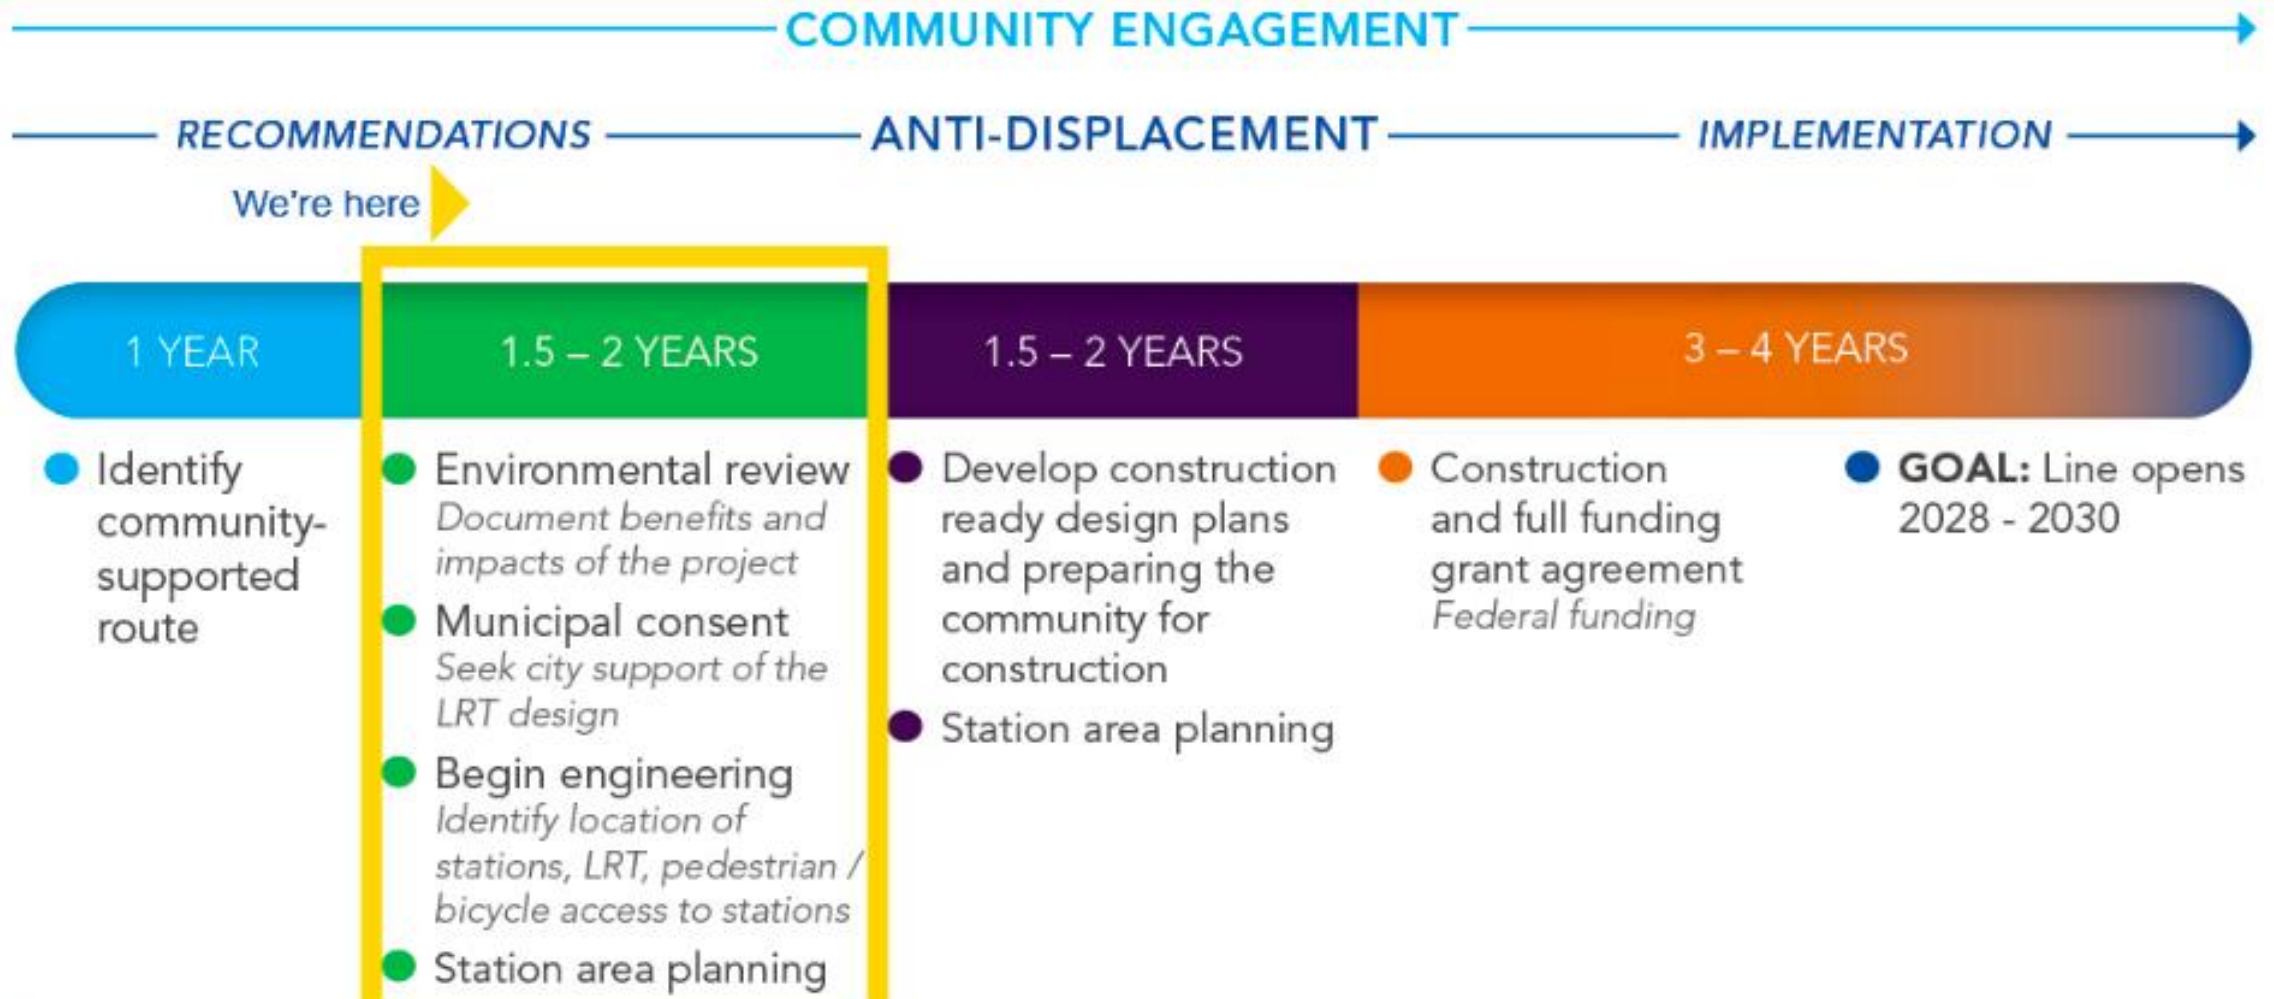 COMMUNITY ENGAGEMENT
RECOMMENDATIONS ANTI-DISPLACEMENT IMPLEMENTATION
We're here
1 YEAR
1.5 – 2 YEARS
1.5 – 2 YEARS
3 – 4 YEARS
Identify
community-
supported
route
Environmental review
Document benefits and
impacts of the project
Municipal consent
Seek city support of the
LRT design
Begin engineering
Identify location of
stations, LRT, pedestrian /
bicycle access to stations
Station area planning
Develop construction
ready design plans
and preparing the
community for
construction
Station area planning
Construction
and full funding
grant agreement
Federal funding
GOAL: Line opens
2028 - 2030